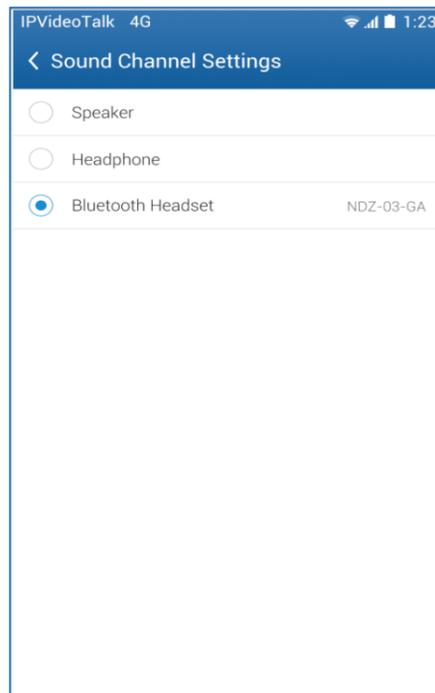 IPVideoTalk 4G 1:23
Sound Channel Settings
Speaker
Headphone
Bluetooth Headset NDZ-03-GA